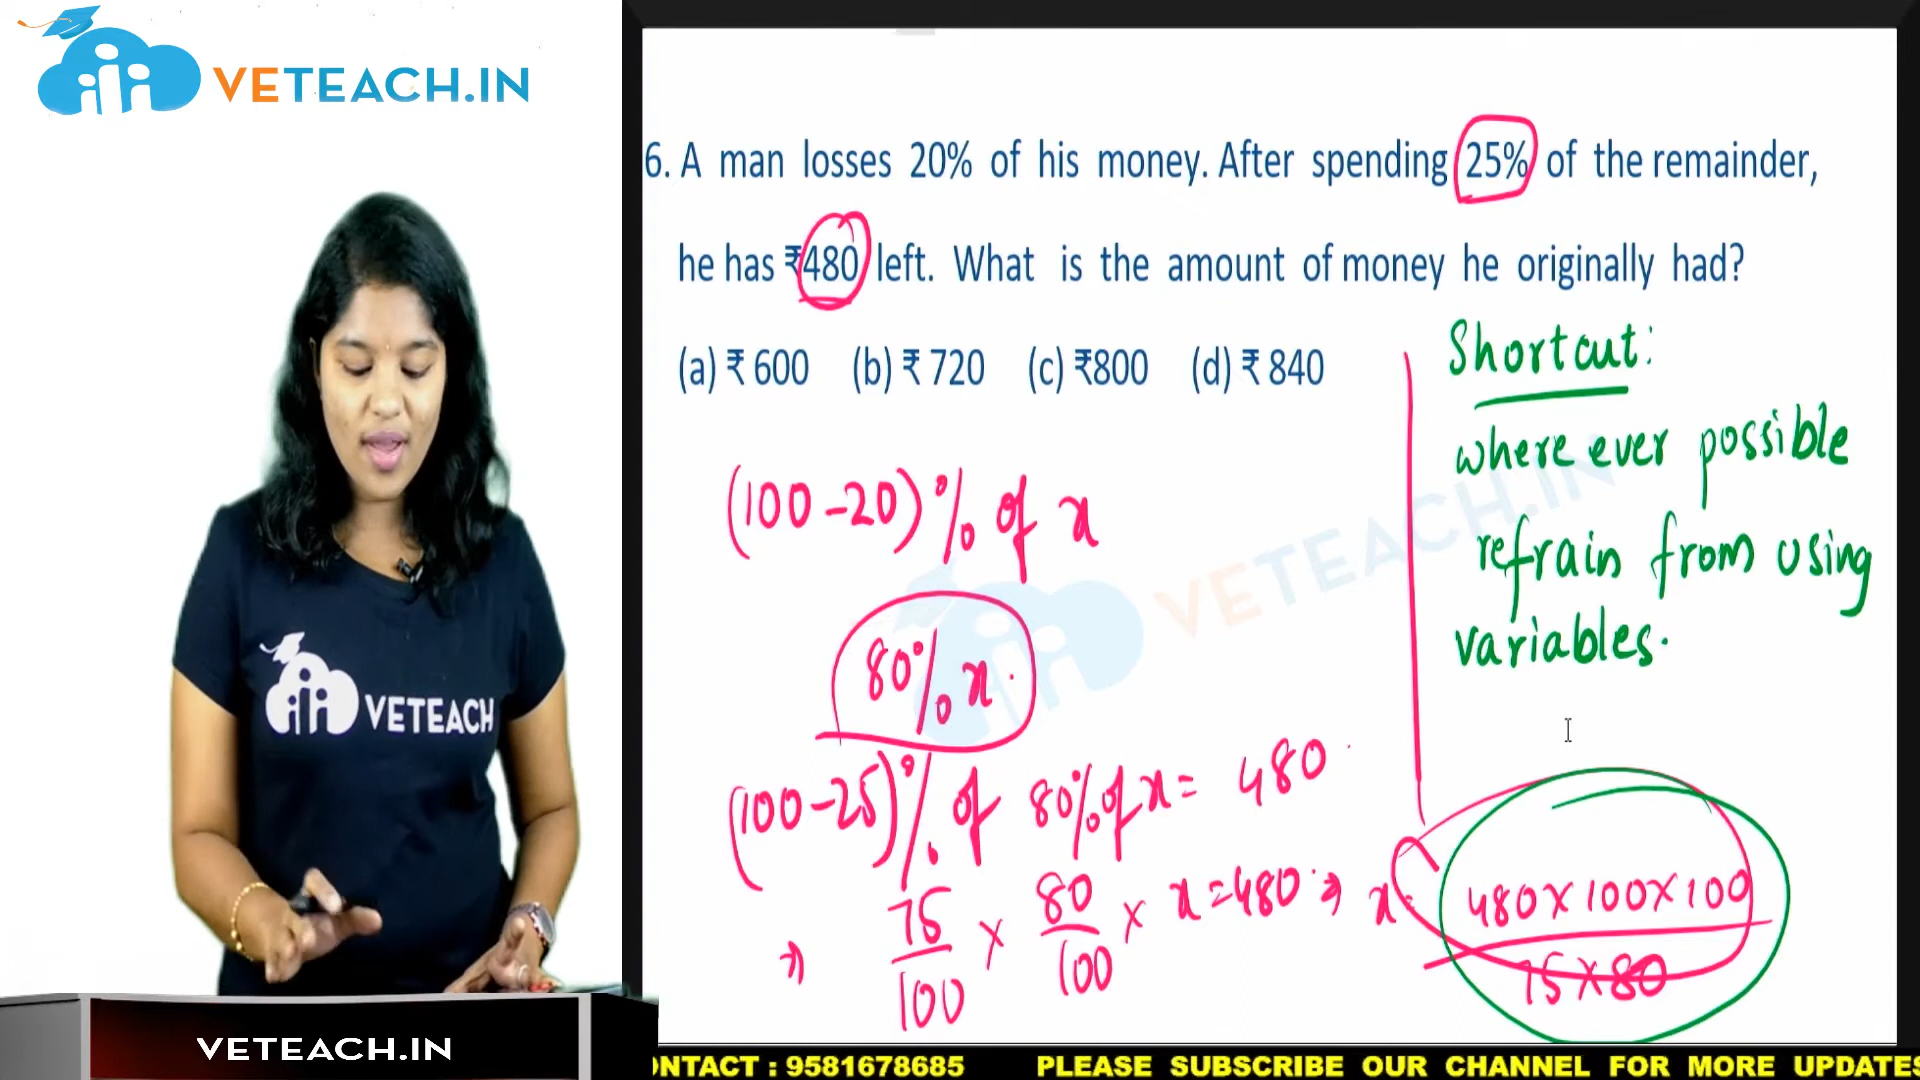 VETEACH.IN
6. A man losses 20% of his money. After spending 25% of the remainder,
he has ₹480 left. What is the amount of money he originally had?
(a) ₹ 600 (b) ₹ 720 (c) ₹800 (d) ₹ 840
Shortcut:
where ever possible
refrain from using
variables.
(100-20)% of x
80% x.
(100-25)% of 80% of x = 480
⇒ 75/100 × 80/100 × x = 480 ⇒ x = 480×100×100 / 75×80
VETEACH.IN
VETEACH
VETEACH.IN
ONTACT : 9581678685 PLEASE SUBSCRIBE OUR CHANNEL FOR MORE UPDATES